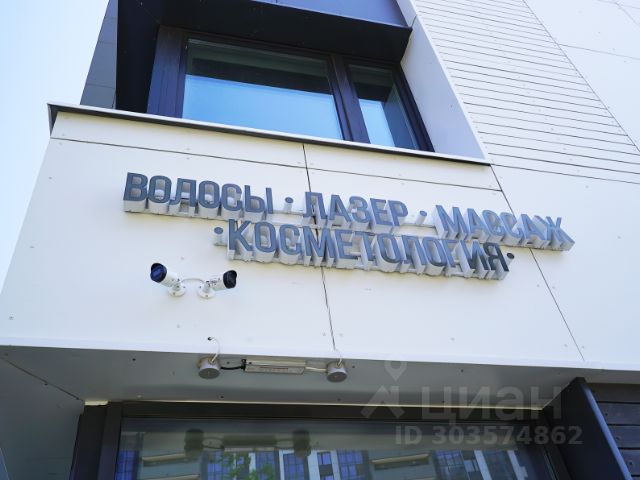 ВОЛОСЫ · ЛАЗЕР · МАССАЖ
·КОСМЕТОЛОГИЯ·
циан
ID 303574862